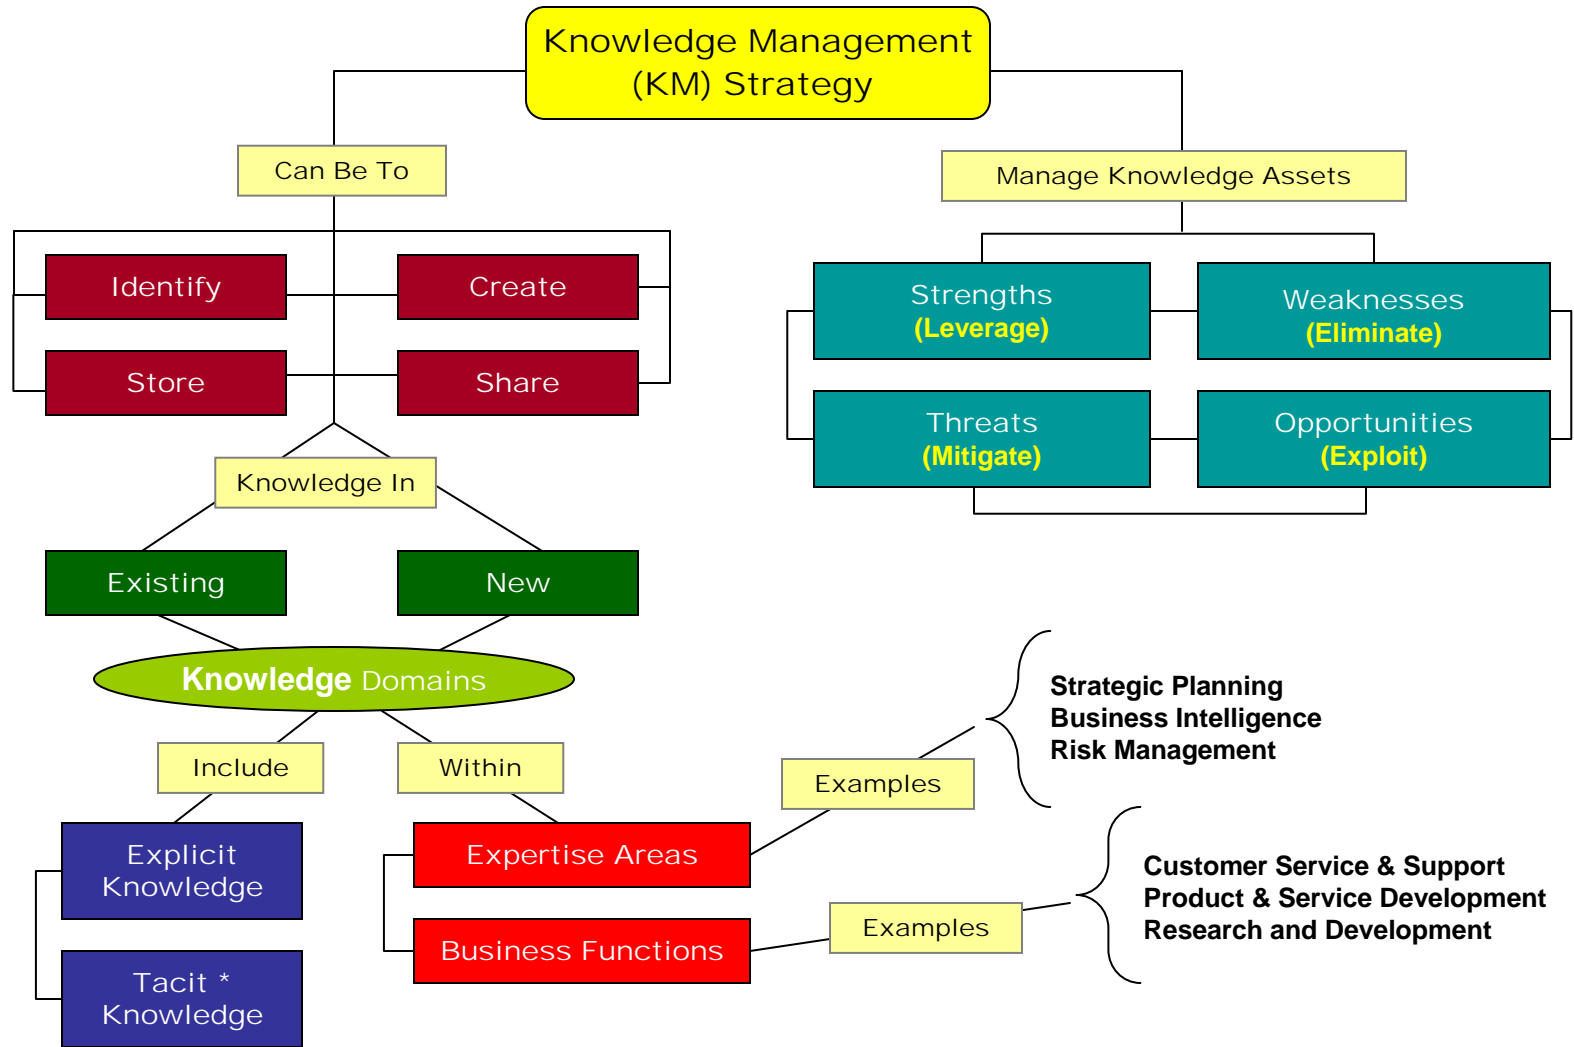 Knowledge Management
(KM) Strategy
Can Be To
Manage Knowledge Assets
Identify
Create
Store
Share
Strengths
(Leverage)
Weaknesses
(Eliminate)
Threats
(Mitigate)
Opportunities
(Exploit)
Knowledge In
Existing
New
Knowledge Domains
Include
Within
Explicit
Knowledge
Tacit *
Knowledge
Expertise Areas
Business Functions
Examples
Strategic Planning
Business Intelligence
Risk Management
Examples
Customer Service & Support
Product & Service Development
Research and Development